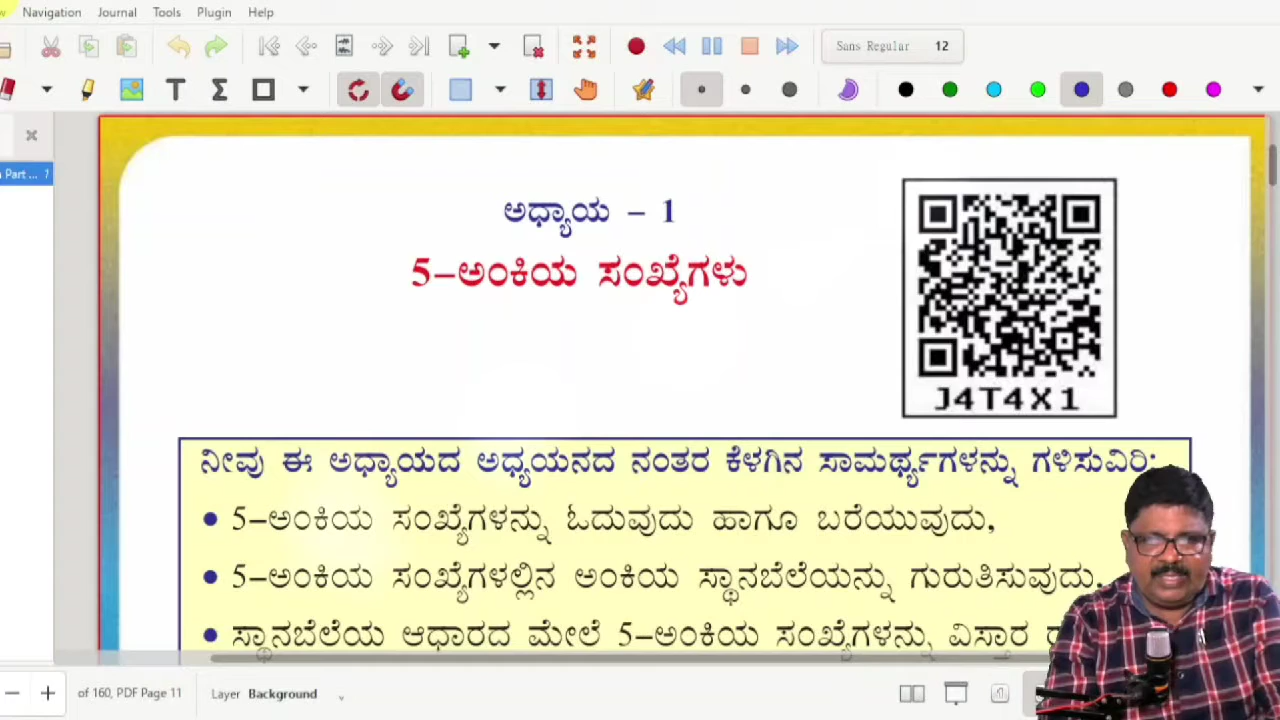 Navigation Journal Tools Plugin Help
Sans Regular 12
Part ... 7
ಅಧ್ಯಾಯ – 1
5–ಅಂಕಿಯ ಸಂಖ್ಯೆಗಳು
J4T4X1
ನೀವು ಈ ಅಧ್ಯಾಯದ ಅಧ್ಯಯನದ ನಂತರ ಕೆಳಗಿನ ಸಾಮರ್ಥ್ಯಗಳನ್ನು ಗಳಿಸುವಿರಿ:
• 5–ಅಂಕಿಯ ಸಂಖ್ಯೆಗಳನ್ನು ಓದುವುದು ಹಾಗೂ ಬರೆಯುವುದು,
• 5–ಅಂಕಿಯ ಸಂಖ್ಯೆಗಳಲ್ಲಿನ ಅಂಕಿಯ ಸ್ಥಾನಬೆಲೆಯನ್ನು ಗುರುತಿಸುವುದು,
• ಸ್ಥಾನಬೆಲೆಯ ಆಧಾರದ ಮೇಲೆ 5–ಅಂಕಿಯ ಸಂಖ್ಯೆಗಳನ್ನು ವಿಸ್ತಾರ
of 160, PDF Page 11 Layer Background